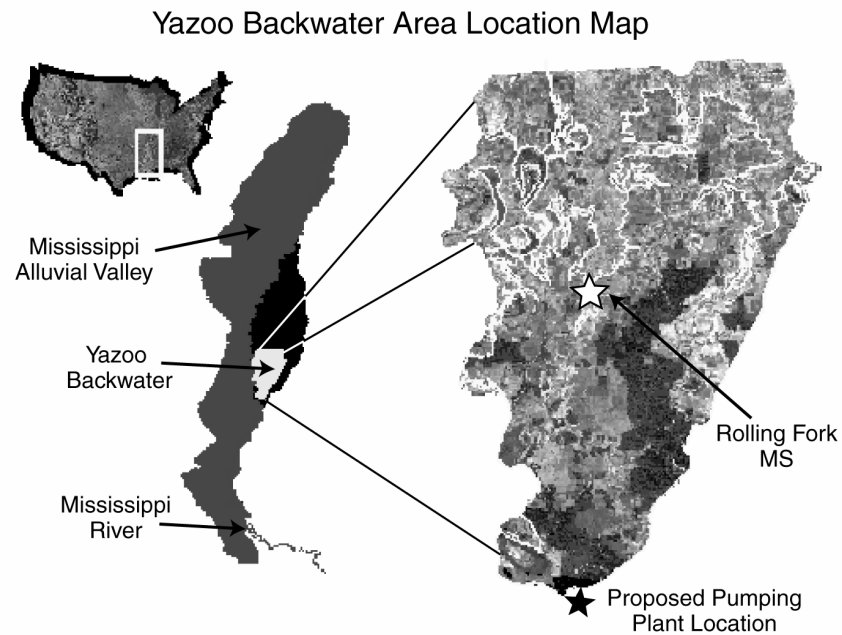 Yazoo Backwater Area Location Map
Mississippi
Alluvial Valley
Yazoo
Backwater
Mississippi
River
Rolling Fork
MS
Proposed Pumping
Plant Location